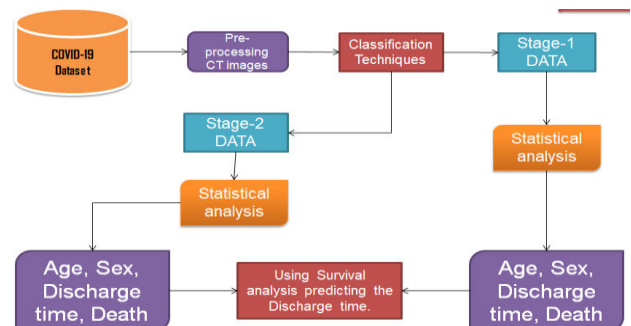 COVID-19
Dataset
Pre-
processing
CT images
Classification
Techniques
Stage-1
DATA
Stage-2
DATA
Statistical
analysis
Statistical
analysis
Age, Sex,
Discharge
time, Death
Using Survival
analysis predicting the
Discharge time.
Age, Sex,
Discharge
time, Death